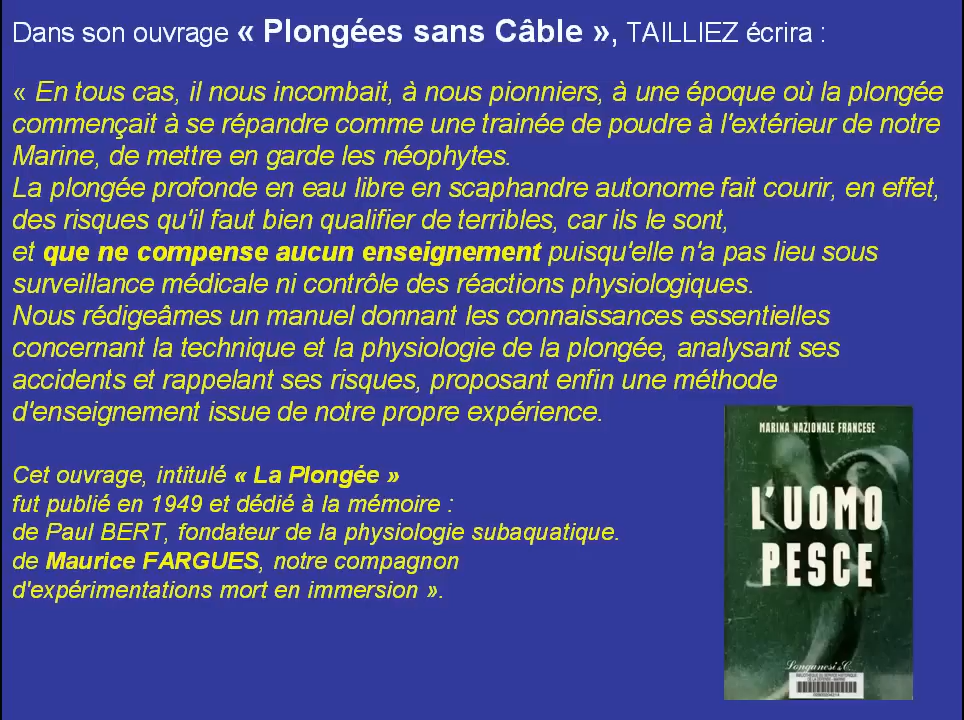 Dans son ouvrage « Plongées sans Câble », TAILLIEZ écrira :
« En tous cas, il nous incombait, à nous pionniers, à une époque où la plongée
commençait à se répandre comme une trainée de poudre à l'extérieur de notre
Marine, de mettre en garde les néophytes.
La plongée profonde en eau libre en scaphandre autonome fait courir, en effet,
des risques qu'il faut bien qualifier de terribles, car ils le sont,
et que ne compense aucun enseignement puisqu'elle n'a pas lieu sous
surveillance médicale ni contrôle des réactions physiologiques.
Nous rédigeâmes un manuel donnant les connaissances essentielles
concernant la technique et la physiologie de la plongée, analysant ses
accidents et rappelant ses risques, proposant enfin une méthode
d'enseignement issue de notre propre expérience.
Cet ouvrage, intitulé « La Plongée »
fut publié en 1949 et dédié à la mémoire :
de Paul BERT, fondateur de la physiologie subaquatique.
de Maurice FARGUES, notre compagnon
d'expérimentations mort en immersion ».
MARINA NAZIONALE FRANCESE
L'UOMO
PESCE
Longanesi & C.